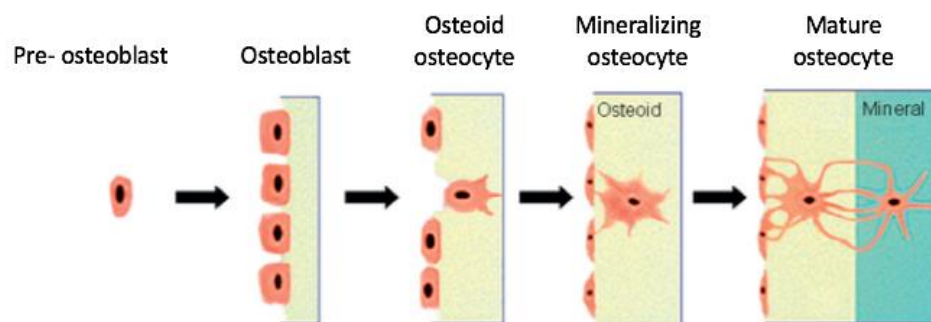 Pre- osteoblast
Osteoblast
Osteoid
osteocyte
Mineralizing
osteocyte
Mature
osteocyte
Osteoid
Mineral